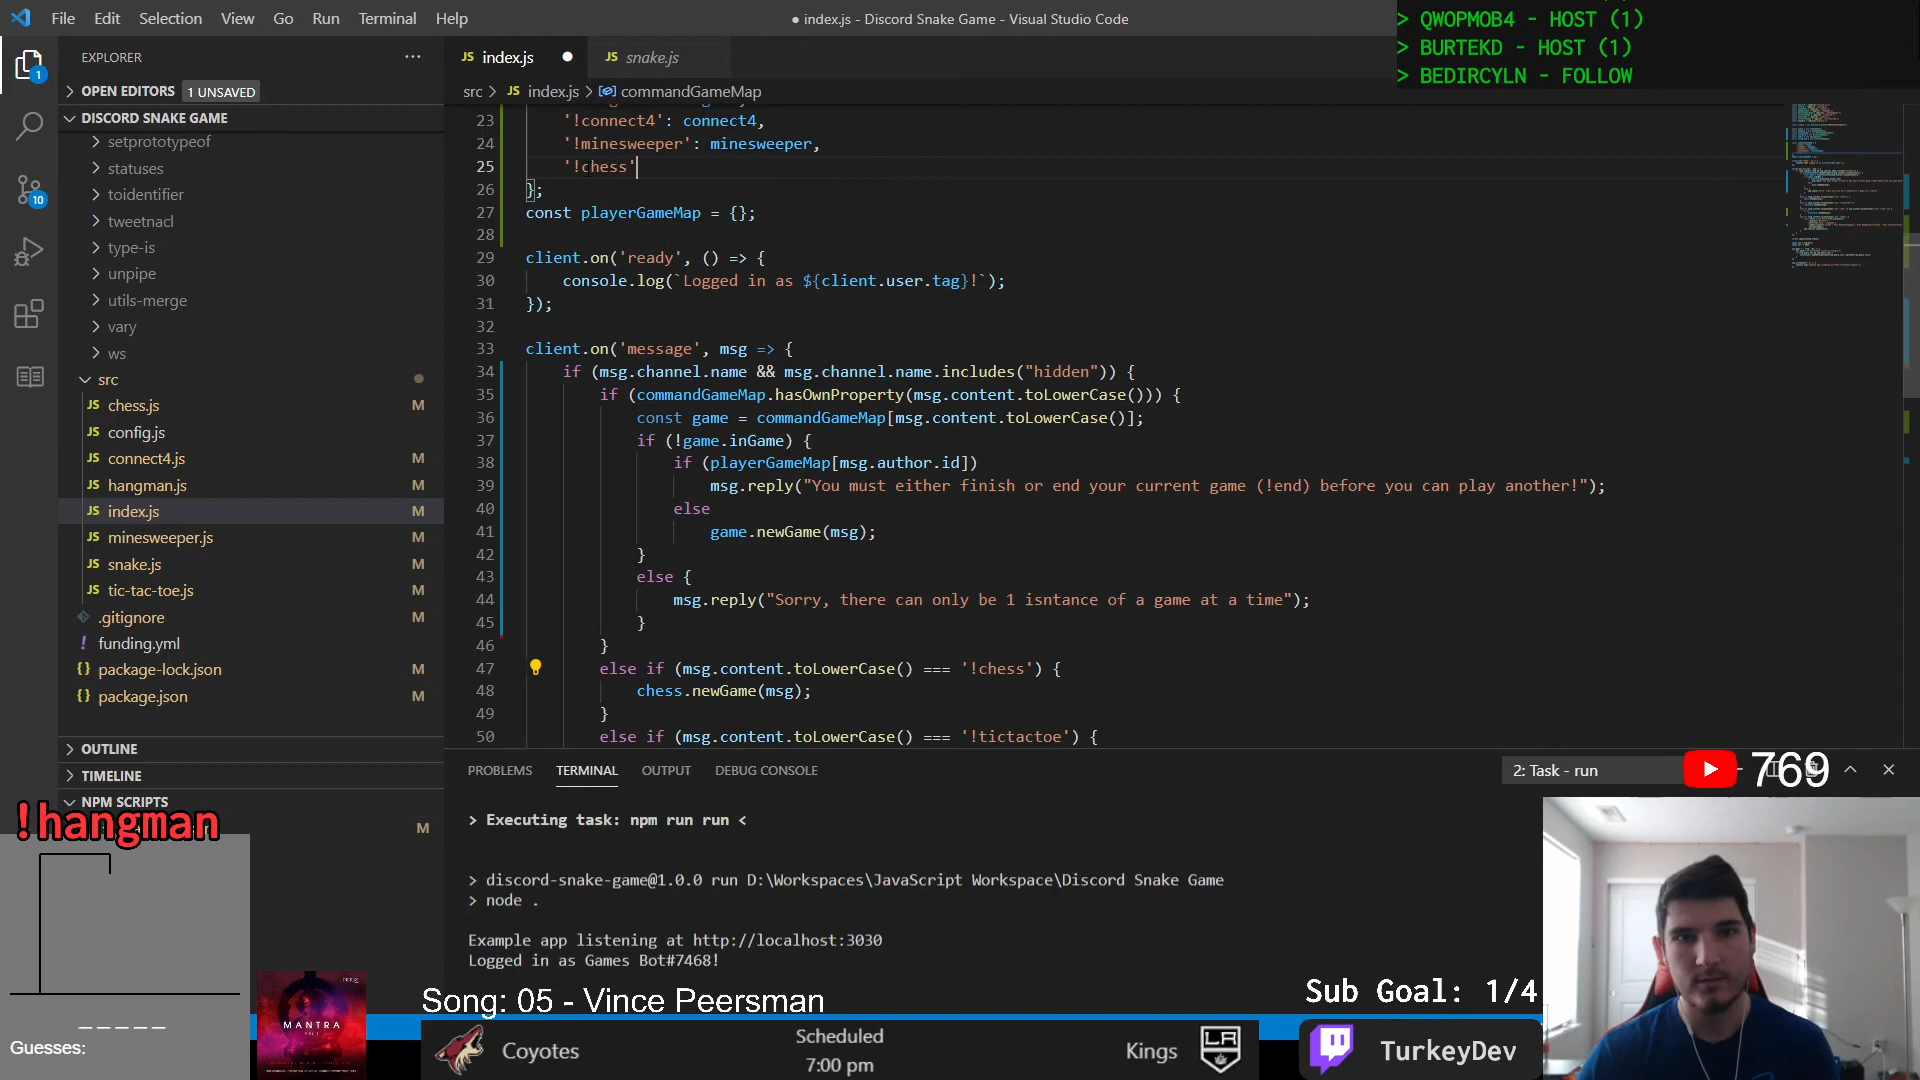 File Edit Selection View Go Run Terminal Help
● index.js - Discord Snake Game - Visual Studio Code
> QWOPMOB4 - HOST (1)
> BURTEKD - HOST (1)
> BEDIRCYLN - FOLLOW
EXPLORER
OPEN EDITORS 1 UNSAVED
DISCORD SNAKE GAME
setprototypeof
statuses
toidentifier
tweetnacl
type-is
unpipe
utils-merge
vary
ws
src
JS chess.js M
JS config.js
JS connect4.js M
JS hangman.js M
JS index.js M
JS minesweeper.js M
JS snake.js M
JS tic-tac-toe.js M
.gitignore M
! funding.yml
{} package-lock.json M
{} package.json M
OUTLINE
TIMELINE
NPM SCRIPTS
M
1
10
JS index.js
JS snake.js
src > JS index.js > commandGameMap
23 '!connect4': connect4,
24 '!minesweeper': minesweeper,
25 '!chess'
26 };
27 const playerGameMap = {};
28
29 client.on('ready', () => {
30 console.log(`Logged in as ${client.user.tag}!`);
31 });
32
33 client.on('message', msg => {
34 if (msg.channel.name && msg.channel.name.includes("hidden")) {
35 if (commandGameMap.hasOwnProperty(msg.content.toLowerCase())) {
36 const game = commandGameMap[msg.content.toLowerCase()];
37 if (!game.inGame) {
38 if (playerGameMap[msg.author.id])
39 msg.reply("You must either finish or end your current game (!end) before you can play another!");
40 else
41 game.newGame(msg);
42 }
43 else {
44 msg.reply("Sorry, there can only be 1 isntance of a game at a time");
45 }
46 }
47 else if (msg.content.toLowerCase() === '!chess') {
48 chess.newGame(msg);
49 }
50 else if (msg.content.toLowerCase() === '!tictactoe') {
PROBLEMS TERMINAL OUTPUT DEBUG CONSOLE
2: Task - run
769
> Executing task: npm run run <
> discord-snake-game@1.0.0 run D:\Workspaces\JavaScript Workspace\Discord Snake Game
> node .
Example app listening at http://localhost:3030
Logged in as Games Bot#7468!
!hangman
_____
Guesses:
MANTRA
Song: 05 - Vince Peersman
Sub Goal: 1/4
Coyotes
Scheduled
7:00 pm
Kings
LA
TurkeyDev